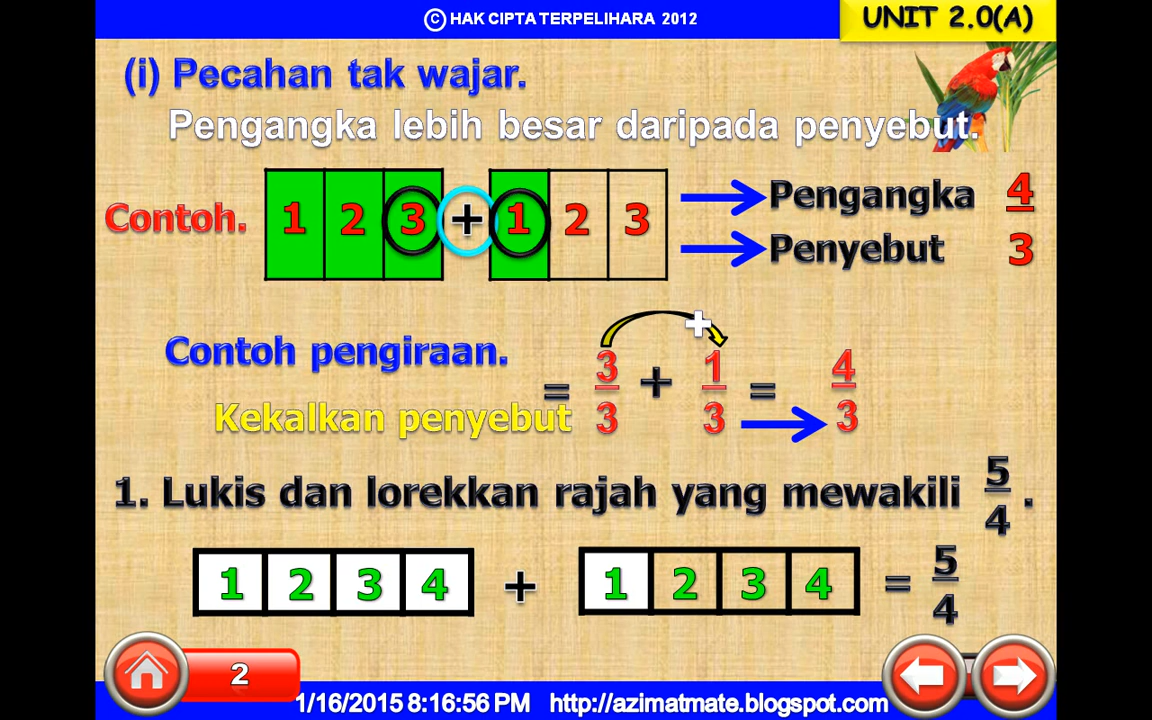 © HAK CIPTA TERPELIHARA 2012
UNIT 2.0(A)
(i) Pecahan tak wajar.
Pengangka lebih besar daripada penyebut.
Contoh. 1 2 3 + 1 2 3
Pengangka 4
Penyebut 3
Contoh pengiraan. = 3/3 + 1/3 = 4/3
+
Kekalkan penyebut
1. Lukis dan lorekkan rajah yang mewakili 5/4 .
1 2 3 4 + 1 2 3 4 = 5/4
2
1/16/2015 8:16:56 PM http://azimatmate.blogspot.com